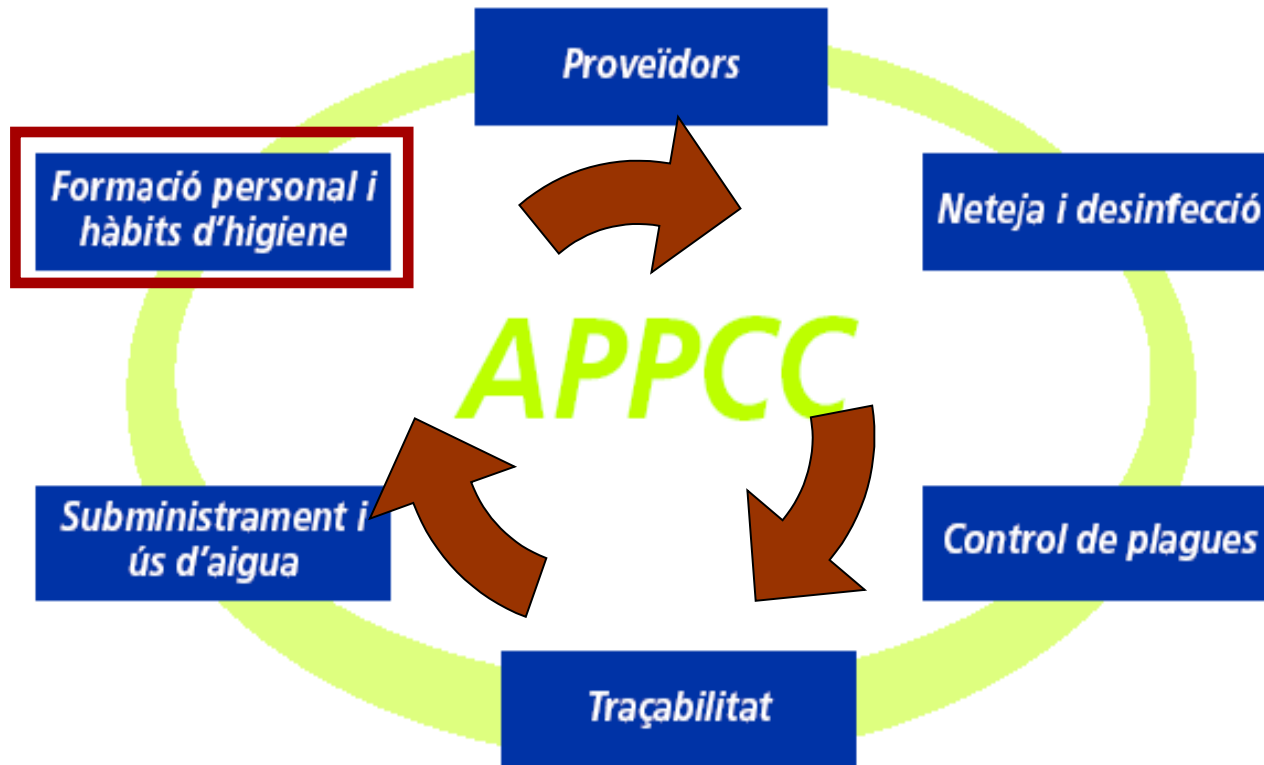 Proveïdors
Formació personal i
hàbits d'higiene
Neteja i desinfecció
APPCC
Subministrament i
ús d'aigua
Control de plagues
Traçabilitat